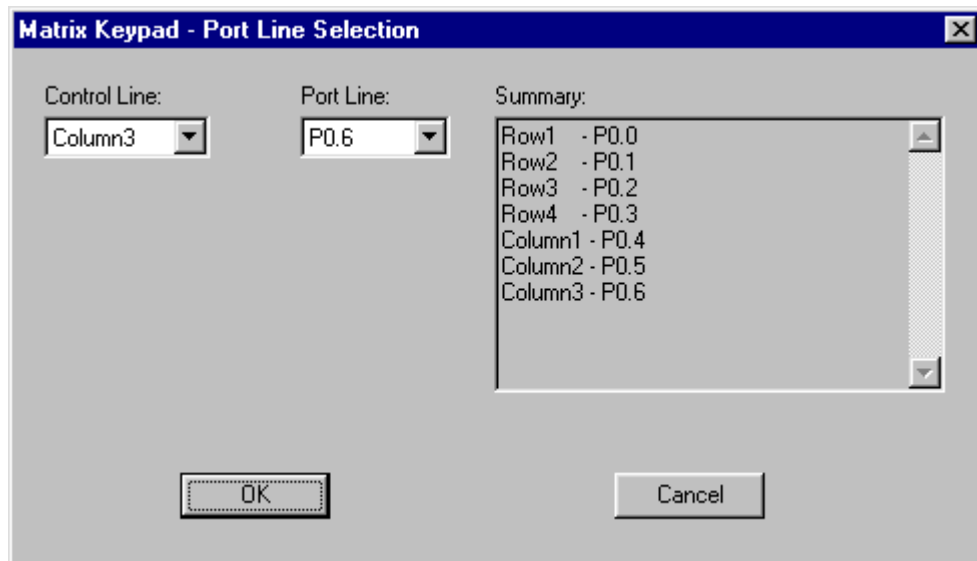 Matrix Keypad - Port Line Selection
Control Line:
Column3
Port Line:
P0.6
Summary:
Row1 - P0.0
Row2 - P0.1
Row3 - P0.2
Row4 - P0.3
Column1 - P0.4
Column2 - P0.5
Column3 - P0.6
OK
Cancel